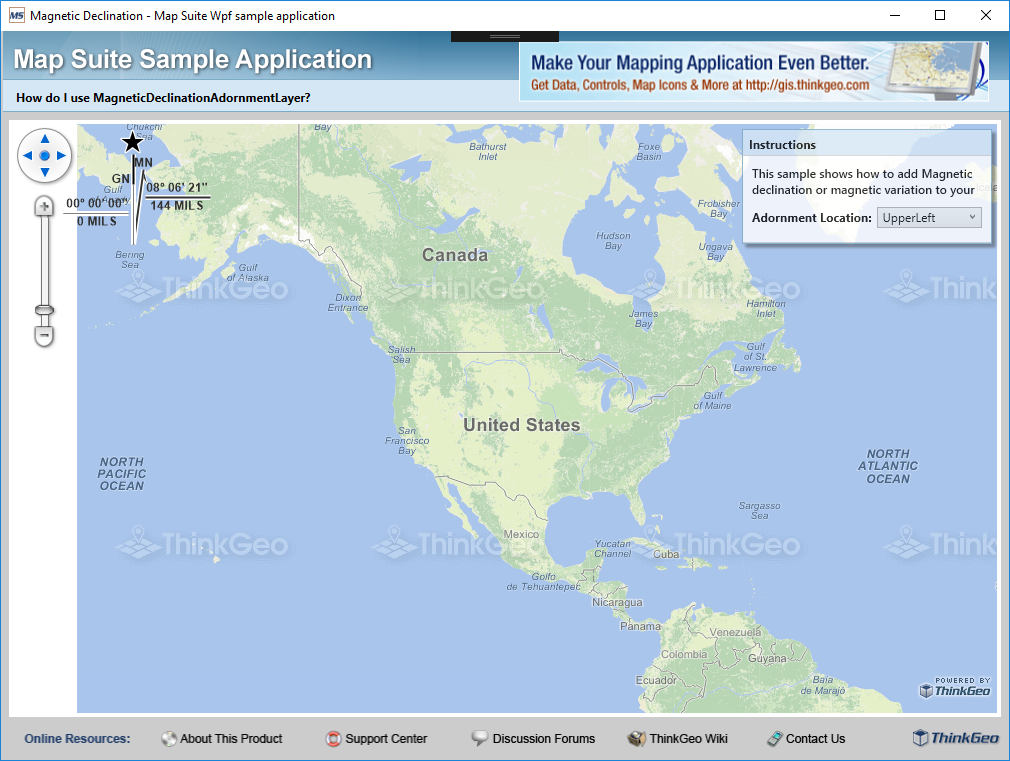 MS Magnetic Declination - Map Suite Wpf sample application
Map Suite Sample Application
Make Your Mapping Application Even Better.
Get Data, Controls, Map Icons & More at http://gis.thinkgeo.com
How do I use MagneticDeclinationAdornmentLayer?
Chukchi
Sea
MN
GN
08° 06' 21"
144 MILS
00° 00' 00"
0 MILS
Gulf
Bering
Sea
Gulf
of Alaska
Bay
Bathurst
Inlet
Foxe
Basin
Frobisher
Bay
Hudson
Bay
Ungava
Bay
Instructions
This sample shows how to add Magnetic
declination or magnetic variation to your
Adornment Location: UpperLeft
Canada
ThinkGeo
ThinkGeo
ThinkGeo
Think
Dixon
Entrance
Hamilton
Inlet
James
Bay
Salish
Sea
Gulf
of St.
Lawrence
Gulf
of Maine
United States
San
Francisco
Bay
NORTH
PACIFIC
OCEAN
NORTH
ATLANTIC
OCEAN
Sargasso
Sea
Mexico
ThinkGeo
ThinkGeo
ThinkGeo
Think
Yucatan
Channel
Cuba
Golfo
de Tehuantepec
Nicaragua
Panama
Venezuela
Colombia
Guyana
Ecuador
Baía
de Marajó
POWERED BY
ThinkGeo
Online Resources: About This Product Support Center Discussion Forums ThinkGeo Wiki Contact Us ThinkGeo